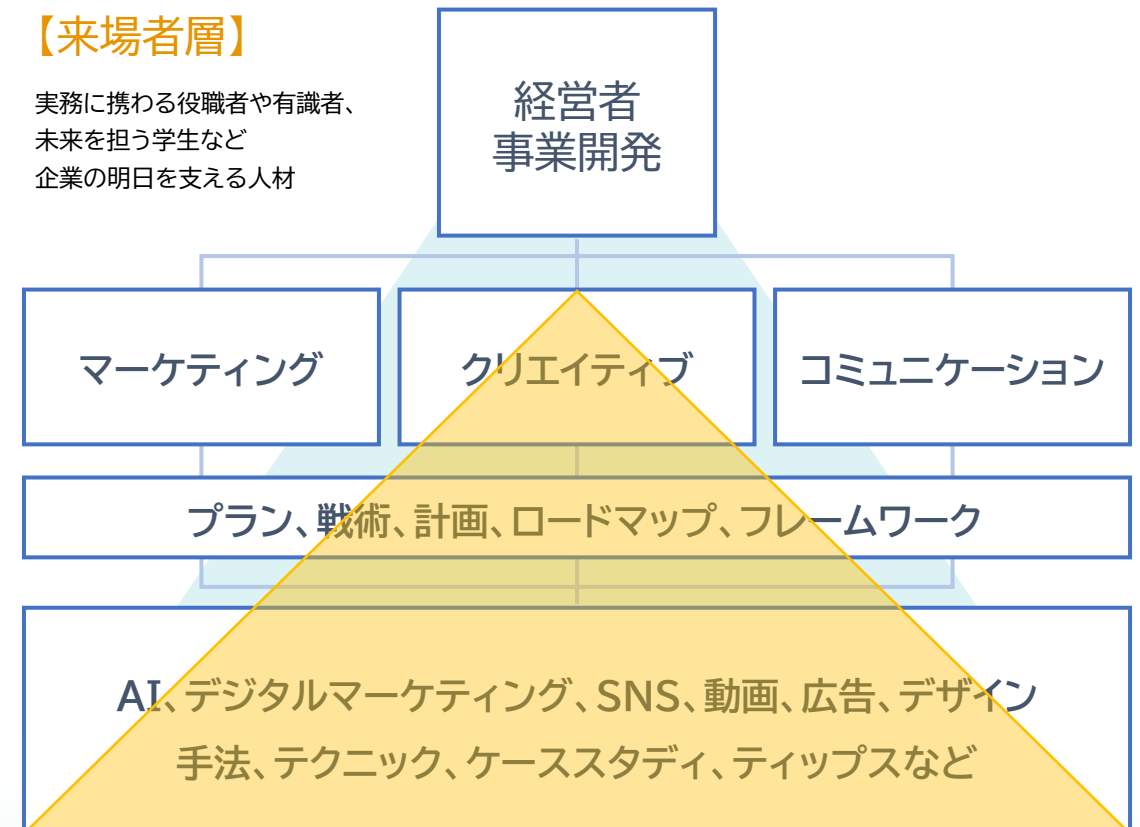 【来場者層】
実務に携わる役職者や有識者、
未来を担う学生など
企業の明日を支える人材
経営者
事業開発
マーケティング
クリエイティブ
コミュニケーション
プラン、戦術、計画、ロードマップ、フレームワーク
AI、デジタルマーケティング、SNS、動画、広告、デザイン
手法、テクニック、ケーススタディ、ティップスなど